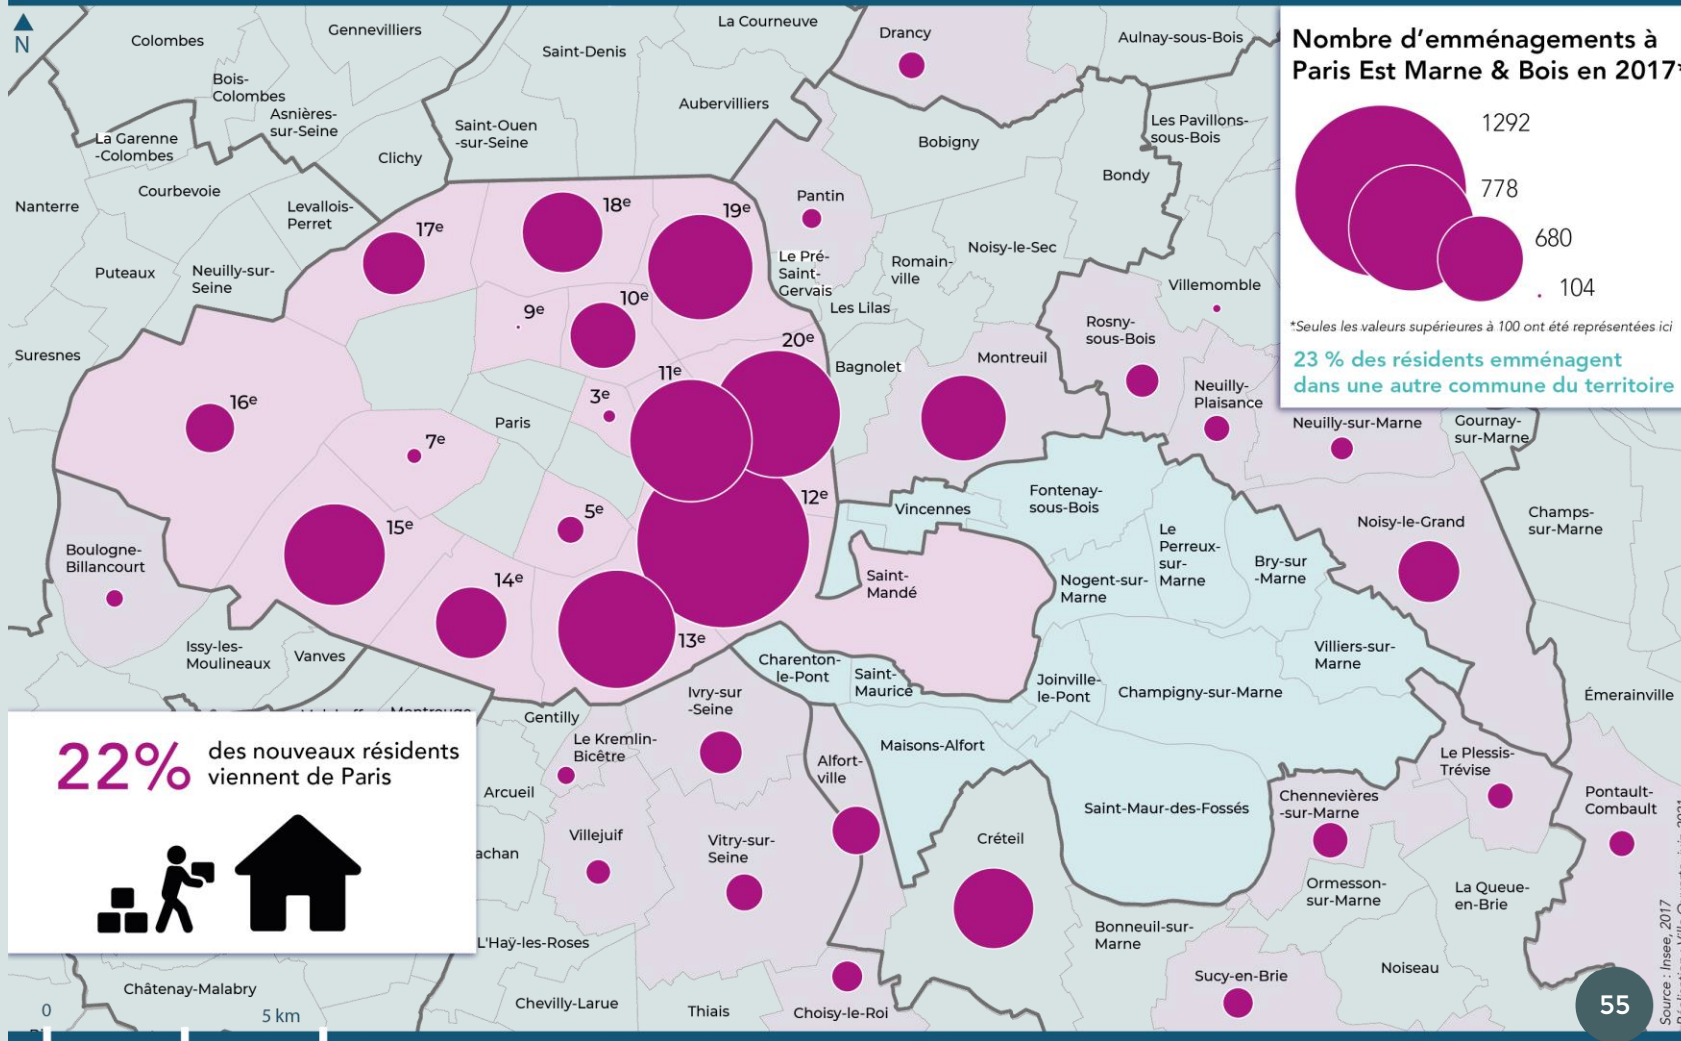 N
Colombes
Gennevilliers
Saint-Denis
La Courneuve
Drancy
Aulnay-sous-Bois
Bois-
Colombes
Asnières-
sur-Seine
La Garenne
-Colombes
Clichy
Saint-Ouen
-sur-Seine
Aubervilliers
Bobigny
Les Pavillons-
sous-Bois
Bondy
Nanterre
Courbevoie
Levallois-
Perret
Puteaux
Neuilly-sur-
Seine
Suresnes
Pantin
Le Pré-
Saint-
Gervais
Romain-
ville
Noisy-le-Sec
Les Lilas
Villemomble
Rosny-
sous-Bois
Bagnolet
Montreuil
Neuilly-
Plaisance
Neuilly-sur-Marne
Gournay-
sur-Marne
Nombre d'emménagements à
Paris Est Marne & Bois en 2017*
1292
778
680
104
*Seules les valeurs supérieures à 100 ont été représentées ici
23 % des résidents emménagent
dans une autre commune du territoire
17e
18e
19e
9e
10e
20e
11e
3e
16e
Paris
7e
12e
5e
15e
14e
13e
Boulogne-
Billancourt
Issy-les-
Moulineaux
Vanves
Vincennes
Fontenay-
sous-Bois
Saint-
Mandé
Nogent-sur-
Marne
Le
Perreux-
sur-
Marne
Bry-sur
-Marne
Noisy-le-Grand
Champs-
sur-Marne
Villiers-sur-
Marne
Charenton-
le-Pont
Saint-
Maurice
Joinville-
le-Pont
Champigny-sur-Marne
Émerainville
Montrouge
Gentilly
Le Kremlin-
Bicêtre
Ivry-sur
-Seine
Alfort-
ville
Maisons-Alfort
Saint-Maur-des-Fossés
Le Plessis-
Trévise
Chennevières
-sur-Marne
Pontault-
Combault
Arcueil
Villejuif
Vitry-sur-
Seine
Créteil
Ormesson-
sur-Marne
La Queue-
en-Brie
Bonneuil-sur-
Marne
L'Haÿ-les-Roses
Chevilly-Larue
Thiais
Choisy-le-Roi
Sucy-en-Brie
Noiseau
Châtenay-Malabry
22%
des nouveaux résidents
viennent de Paris
0
5 km
55
Source : Insee, 2017